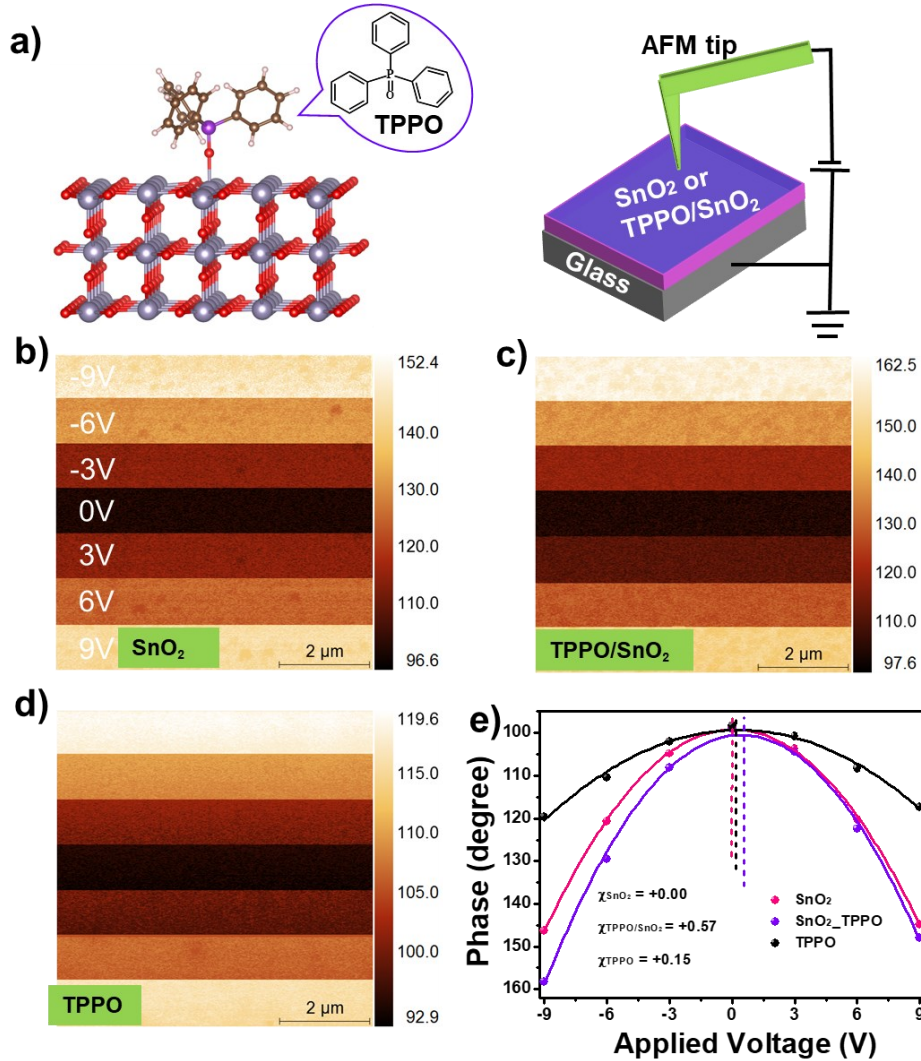 a)
P
O
TPPO
AFM tip
SnO₂ or
TPPO/SnO₂
Glass
b)
-9V
-6V
-3V
0V
3V
6V
9V
SnO₂
2 µm
152.4
140.0
130.0
120.0
110.0
96.6
c)
TPPO/SnO₂
2 µm
162.5
150.0
140.0
130.0
120.0
110.0
97.6
d)
TPPO
2 µm
119.6
115.0
110.0
105.0
100.0
92.9
e)
Phase (degree)
100
110
120
130
140
150
160
χSnO₂ = +0.00
χTPPO/SnO₂ = +0.57
χTPPO = +0.15
SnO₂
SnO₂_TPPO
TPPO
-9 -6 -3 0 3 6 9
Applied Voltage (V)